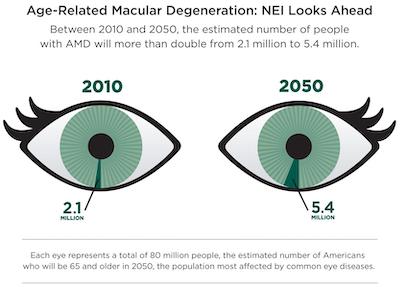 Age-Related Macular Degeneration: NEI Looks Ahead
Between 2010 and 2050, the estimated number of people
with AMD will more than double from 2.1 million to 5.4 million.
2010
2050
2.1
MILLION
5.4
MILLION
Each eye represents a total of 80 million people, the estimated number of Americans
who will be 65 and older in 2050, the population most affected by common eye diseases.